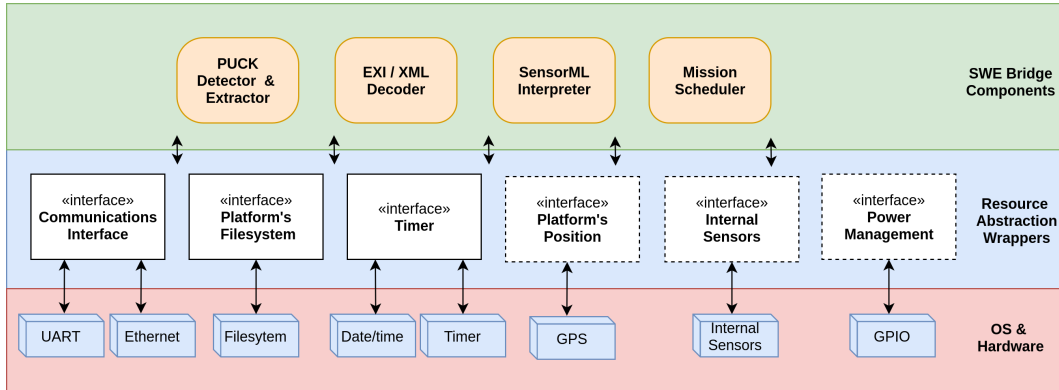 PUCK
Detector & 
Extractor
EXI / XML
Decoder
SensorML
Interpreter
Mission
Scheduler
SWE Bridge
Components
«interface»
Communications
Interface
«interface»
Platform's
Filesystem
«interface»
Timer
«interface»
Platform's
Position
«interface»
Internal
Sensors
«interface»
Power
Management
Resource
Abstraction
Wrappers
UART
Ethernet
Filesytem
Date/time
Timer
GPS
Internal
Sensors
GPIO
OS &
Hardware